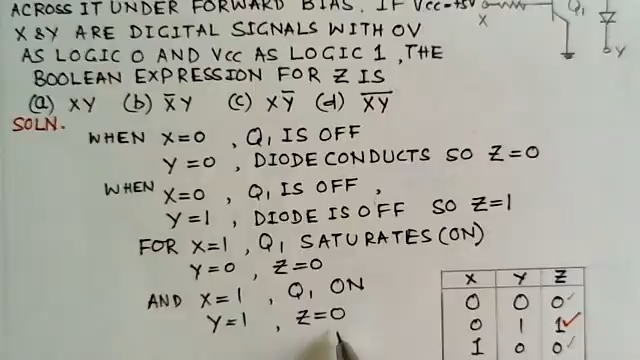 ACROSS IT UNDER FORWARD BIAS. IF Vcc=+5V
X & Y ARE DIGITAL SIGNALS WITH 0V
AS LOGIC 0 AND VCC AS LOGIC 1, THE
BOOLEAN EXPRESSION FOR Z IS
(a) XY (b) X̅Y (c) XY̅ (d) X̅Y̅
X
Q1
Y
SOLN.
WHEN X=0 , Q1 IS OFF
Y=0 , DIODE CONDUCTS SO Z=0
WHEN X=0 , Q1 IS OFF ,
Y=1 , DIODE IS OFF SO Z=1
FOR X=1 , Q1 SATURATES (ON)
Y=0 , Z=0
AND X=1 , Q1 ON
Y=1 , Z=0
X Y Z
0 0 0✓
0 1 1✓
1 0 0✓